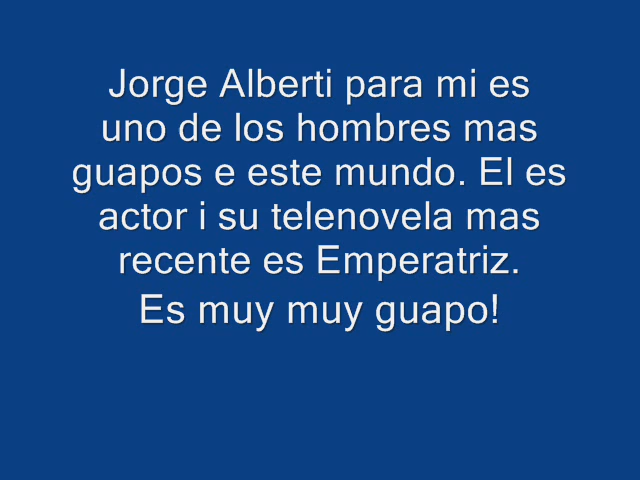 Jorge Alberti para mi es
uno de los hombres mas
guapos e este mundo. El es
actor i su telenovela mas
recente es Emperatriz.
Es muy muy guapo!